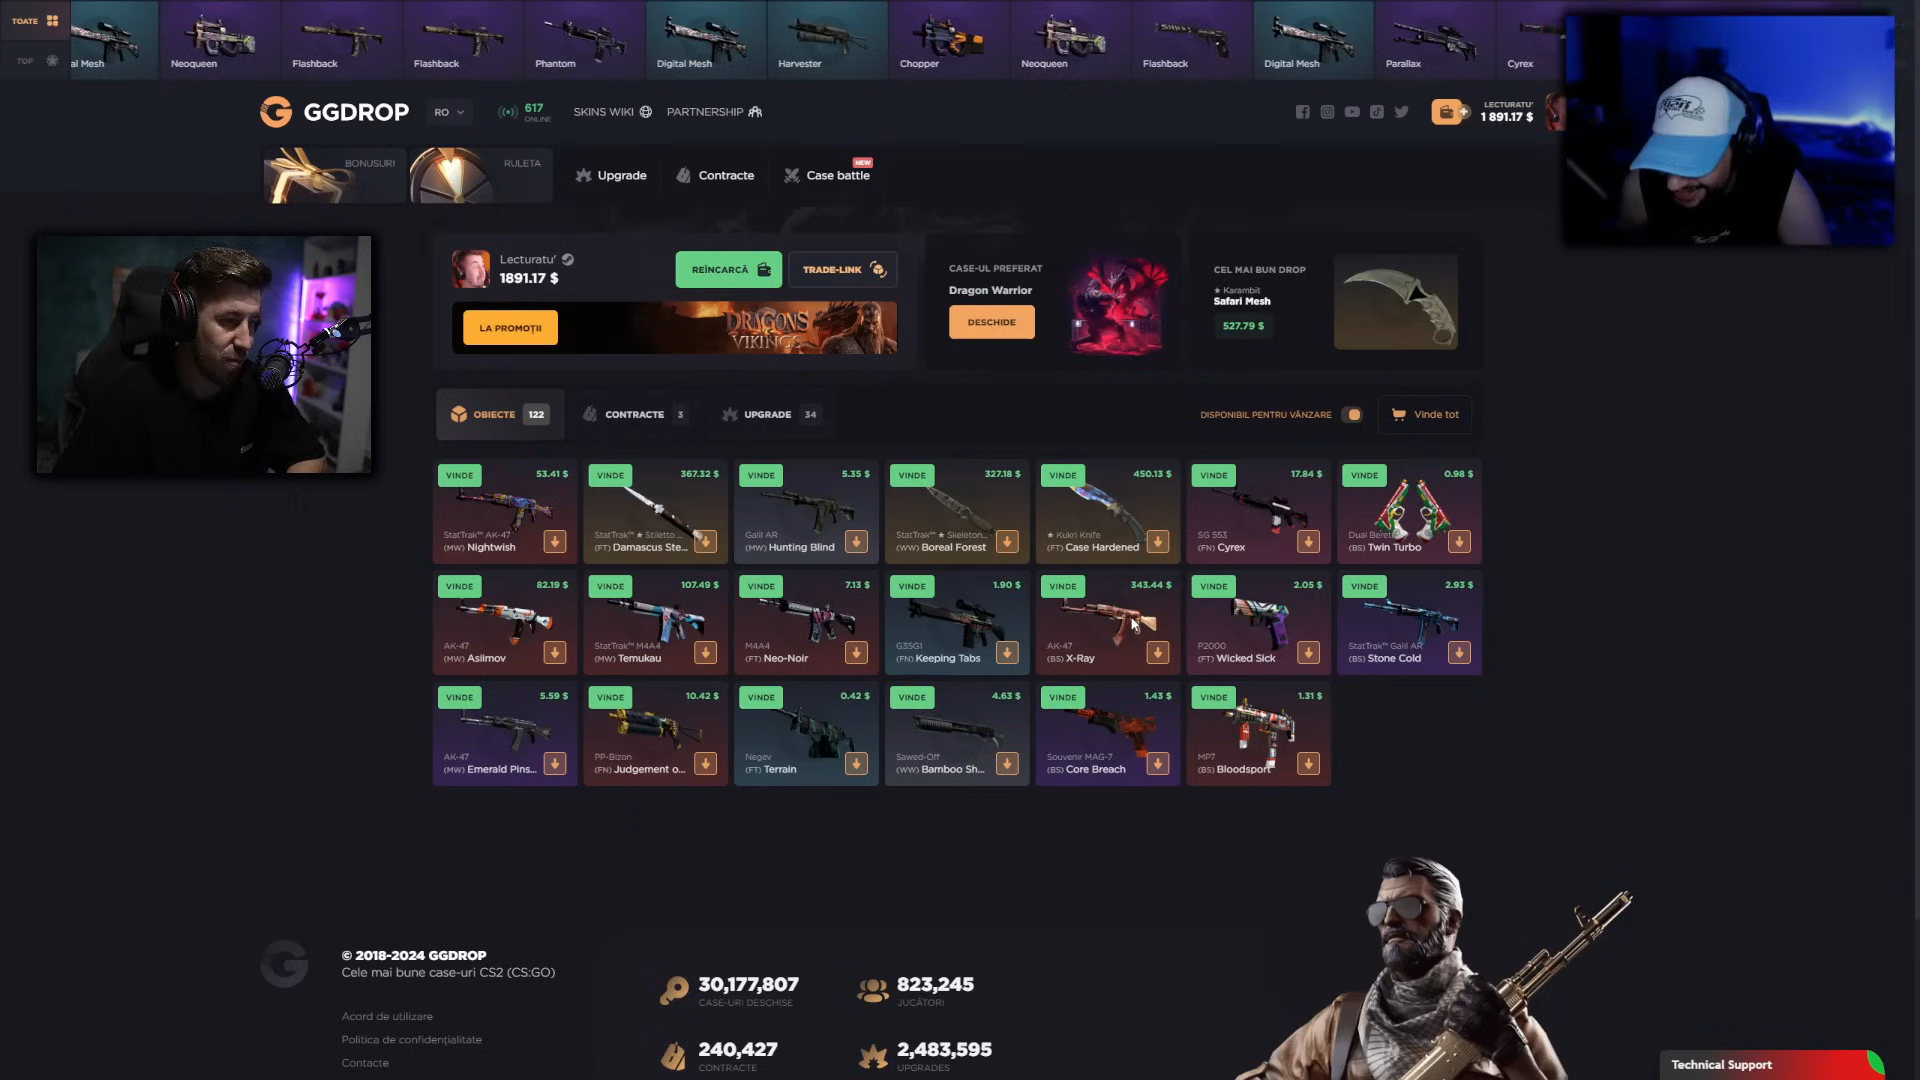 TOATE
TOP
al Mesh
Neoqueen
Flashback
Flashback
Phantom
Digital Mesh
Harvester
Chopper
Neoqueen
Flashback
Digital Mesh
Parallax
Cyrex
GGDROP
RO
617
ONLINE
SKINS WIKI
PARTNERSHIP
LECTURATU'
1 891.17 $
BONUSURI
RULETA
Upgrade
Contracte
Case battle
NEW
Lecturatu'
1891.17 $
REÎNCARCĂ
TRADE-LINK
LA PROMOȚII
DRAGONS
VIKINGS
CASE-UL PREFERAT
Dragon Warrior
DESCHIDE
CEL MAI BUN DROP
★ Karambit
Safari Mesh
527.79 $
OBIECTE 122
CONTRACTE 3
UPGRADE 34
DISPONIBIL PENTRU VÂNZARE
Vinde tot
VINDE 53.41 $
StatTrak™ AK-47
(MW) Nightwish
VINDE 367.32 $
StatTrak™ ★ Stiletto ...
(FT) Damascus Ste...
VINDE 5.35 $
Galil AR
(MW) Hunting Blind
VINDE 327.18 $
StatTrak™ ★ Skeleton...
(WW) Boreal Forest
VINDE 450.13 $
★ Kukri Knife
(FT) Case Hardened
VINDE 17.84 $
SG 553
(FN) Cyrex
VINDE 0.98 $
Dual Beret
(BS) Twin Turbo
VINDE 82.19 $
AK-47
(MW) Asiimov
VINDE 107.49 $
StatTrak™ M4A4
(MW) Temukau
VINDE 7.13 $
M4A4
(FT) Neo-Noir
VINDE 1.90 $
G3SG1
(FN) Keeping Tabs
VINDE 343.44 $
AK-47
(BS) X-Ray
VINDE 2.05 $
P2000
(FT) Wicked Sick
VINDE 2.93 $
StatTrak™ Galil AR
(BS) Stone Cold
VINDE 5.59 $
AK-47
(MW) Emerald Pins...
VINDE 10.42 $
PP-Bizon
(FN) Judgement o...
VINDE 0.42 $
Negev
(FT) Terrain
VINDE 4.63 $
Sawed-Off
(WW) Bamboo Sh...
VINDE 1.43 $
Souvenir MAG-7
(BS) Core Breach
VINDE 1.31 $
MP7
(BS) Bloodsport
© 2018-2024 GGDROP
Cele mai bune case-uri CS2 (CS:GO)
Acord de utilizare
Politica de confidențialitate
Contacte
30,177,807
CASE-URI DESCHISE
823,245
JUCĂTORI
240,427
CONTRACTE
2,483,595
UPGRADES
Technical Support